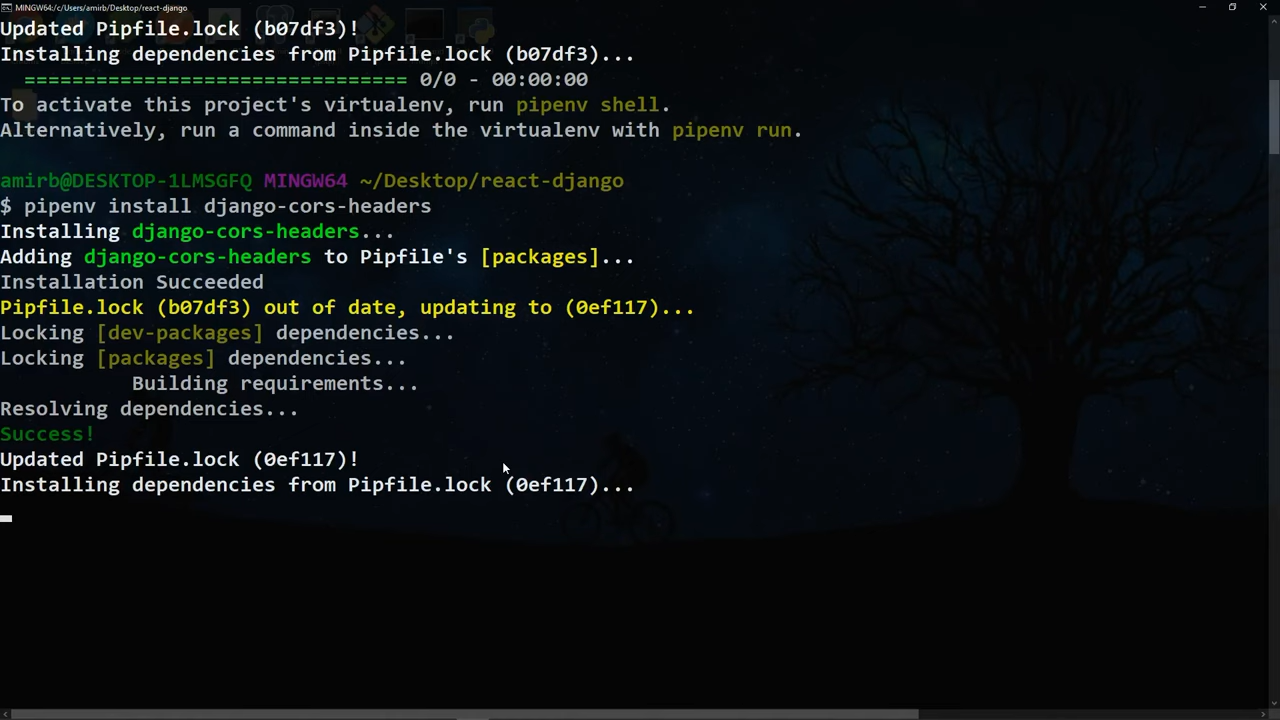 MINGW64:/c/Users/amirb/Desktop/react-django
Updated Pipfile.lock (b07df3)!
Installing dependencies from Pipfile.lock (b07df3)...
================================ 0/0 - 00:00:00
To activate this project's virtualenv, run pipenv shell.
Alternatively, run a command inside the virtualenv with pipenv run.
amirb@DESKTOP-1LMSGFQ MINGW64 ~/Desktop/react-django
$ pipenv install django-cors-headers
Installing django-cors-headers...
Adding django-cors-headers to Pipfile's [packages]...
Installation Succeeded
Pipfile.lock (b07df3) out of date, updating to (0ef117)...
Locking [dev-packages] dependencies...
Locking [packages] dependencies...
Building requirements...
Resolving dependencies...
Success!
Updated Pipfile.lock (0ef117)!
Installing dependencies from Pipfile.lock (0ef117)...